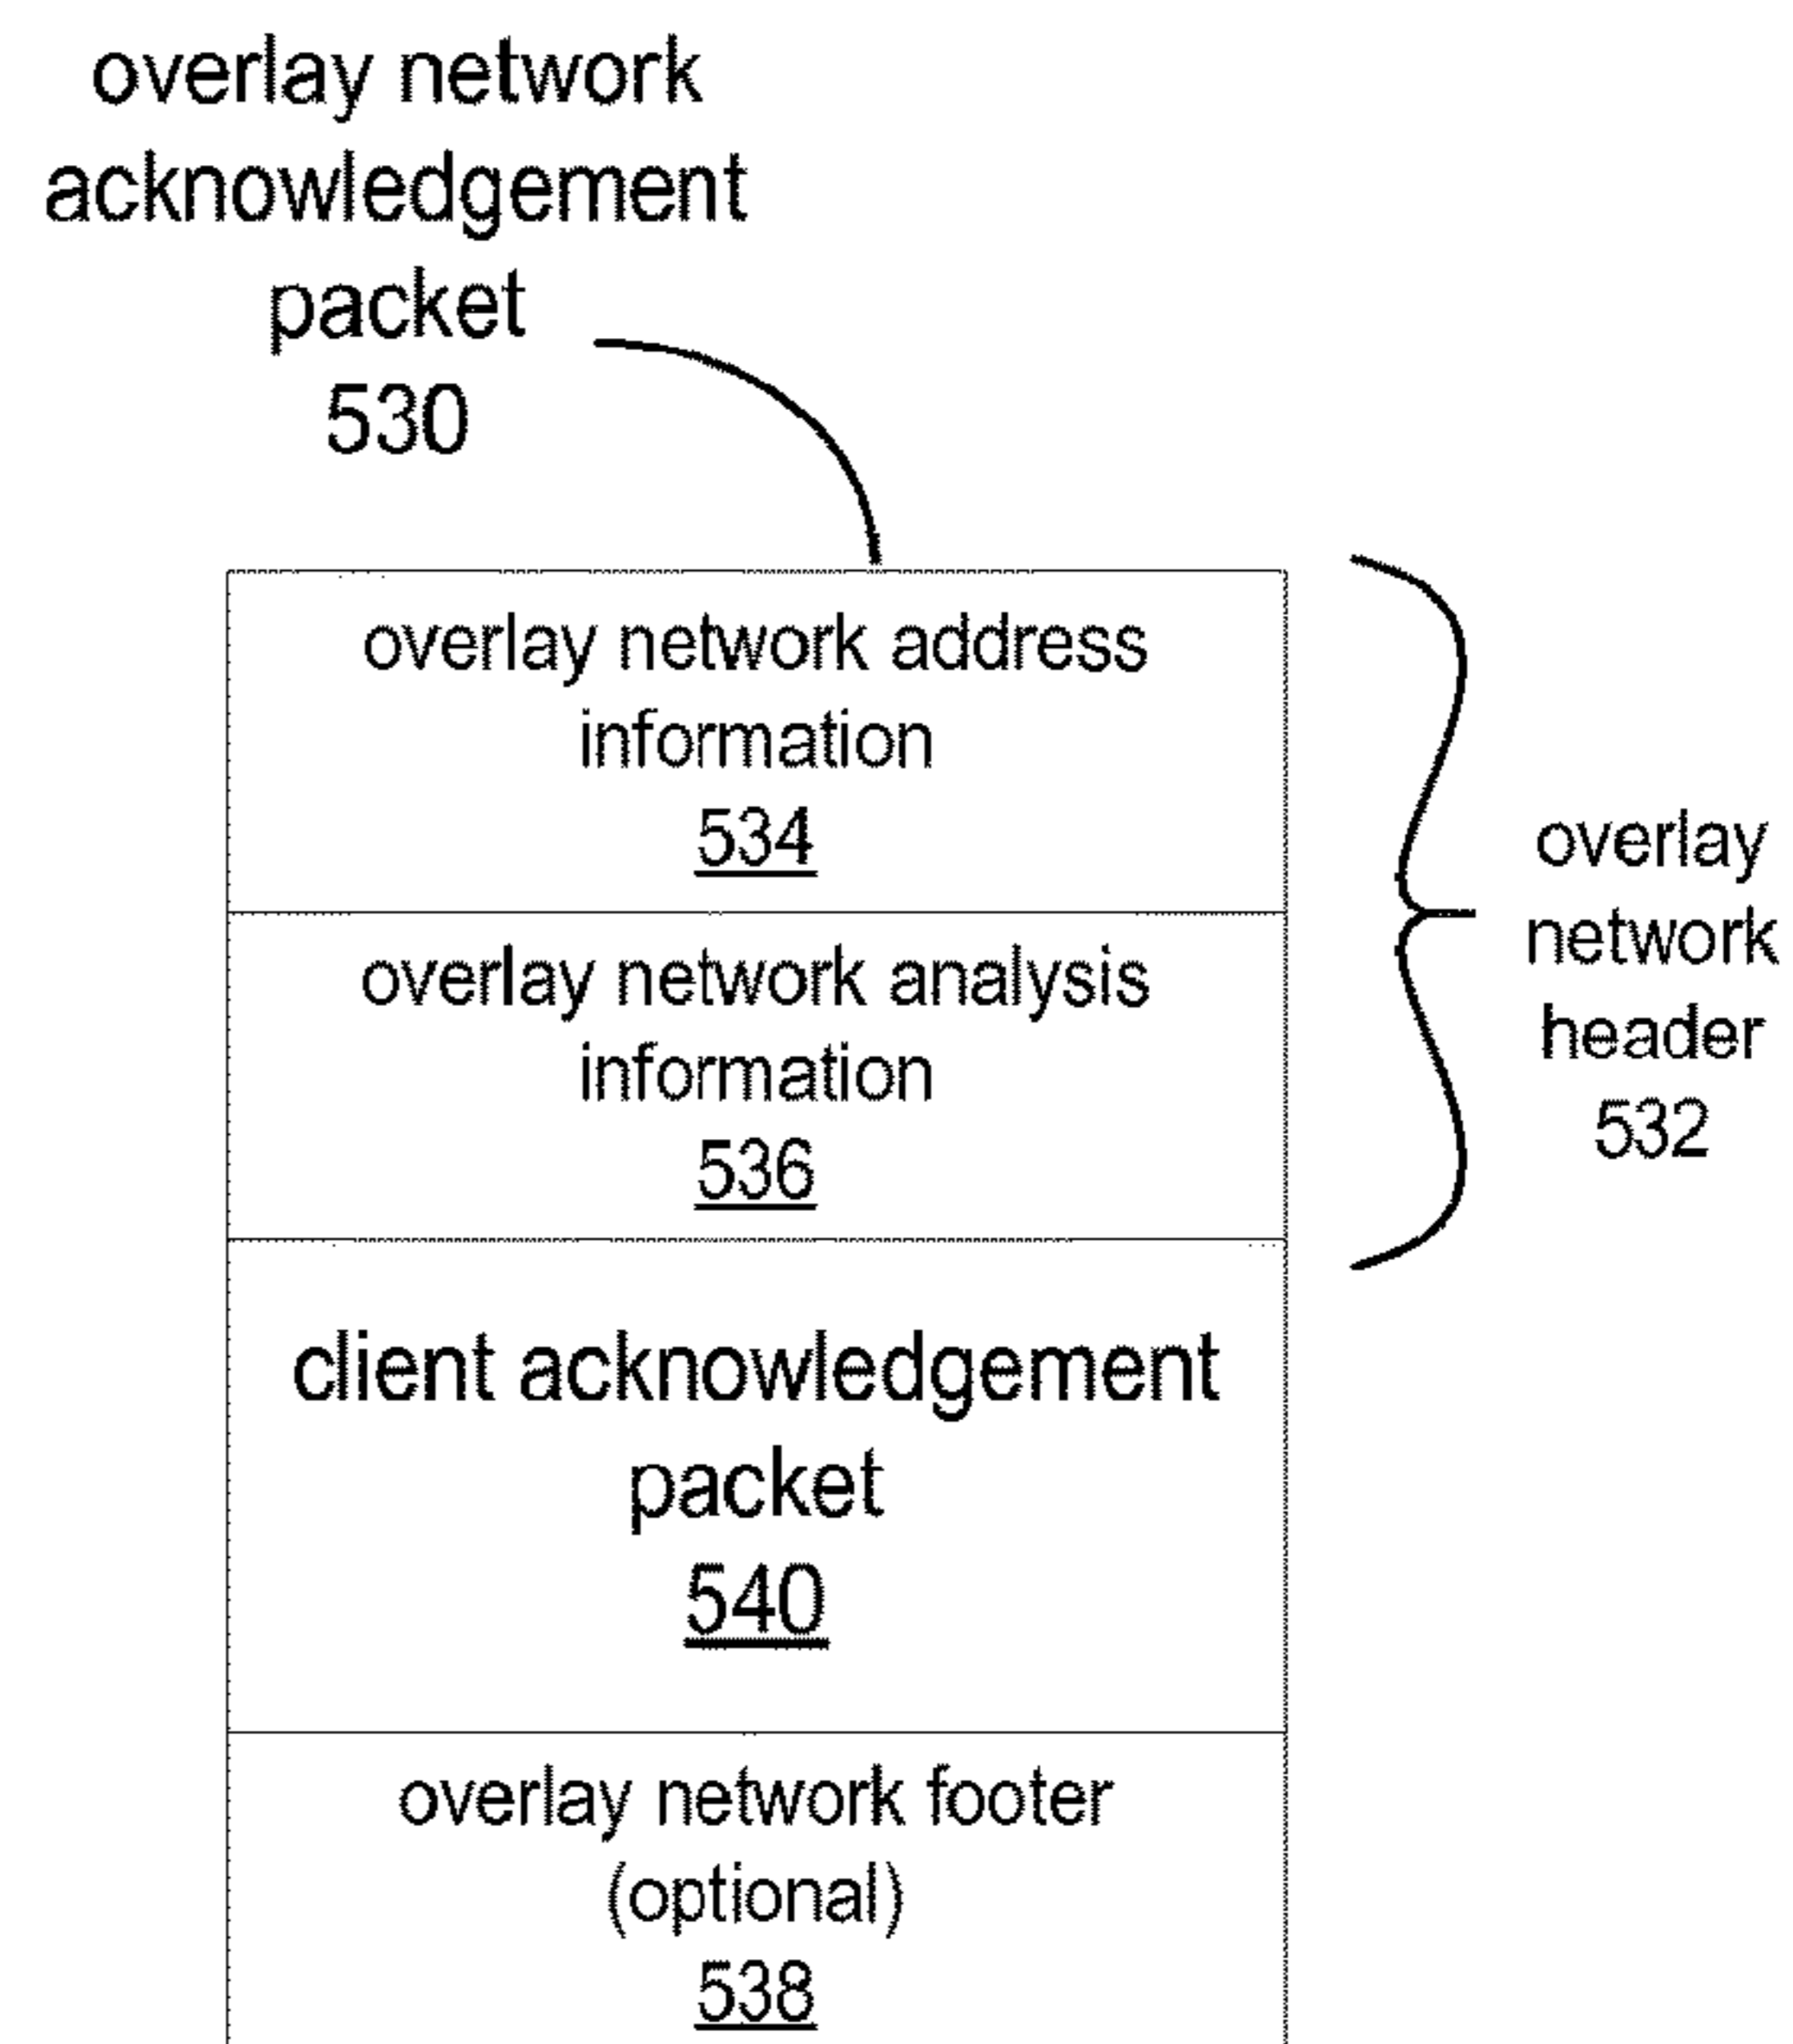 overlay network
acknowledgement
packet
530
overlay network address
information
534
overlay network analysis
information
536
overlay
network
header
532
client acknowledgement
packet
540
overlay network footer
(optional)
538